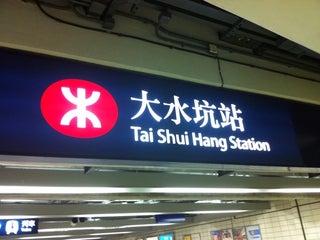 大水坑站
Tai Shui Hang Station